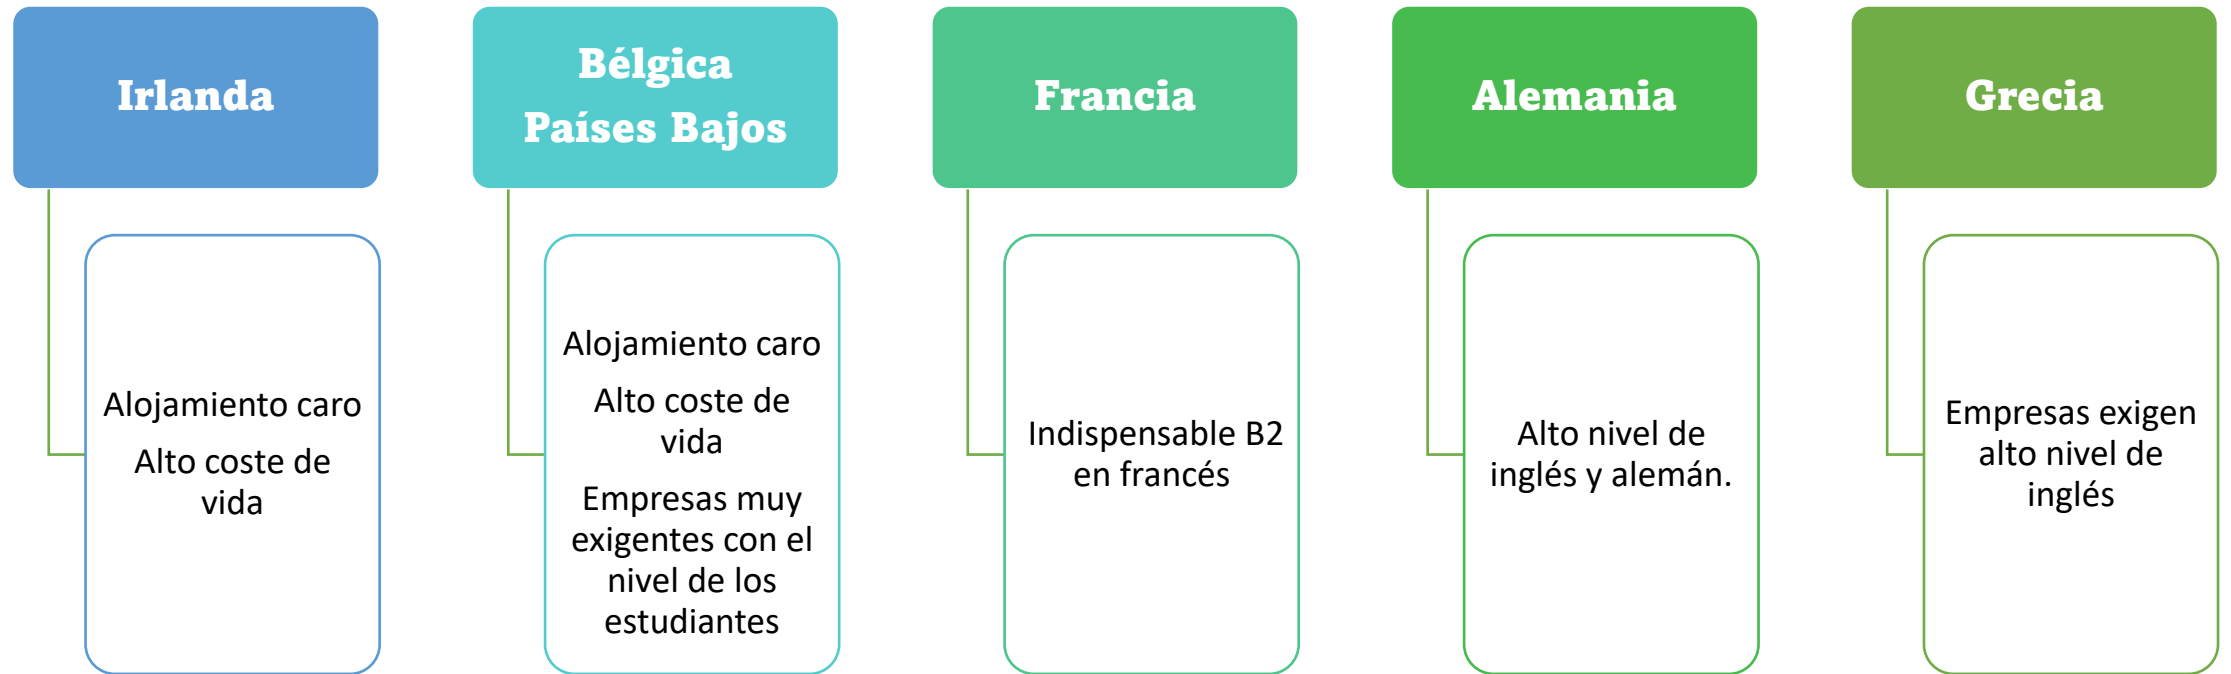 Irlanda
Alojamiento caro
Alto coste de
vida
Bélgica
Países Bajos
Alojamiento caro
Alto coste de
vida
Empresas muy
exigentes con el
nivel de los
estudiantes
Francia
Indispensable B2
en francés
Alemania
Alto nivel de
inglés y alemán.
Grecia
Empresas exigen
alto nivel de
inglés